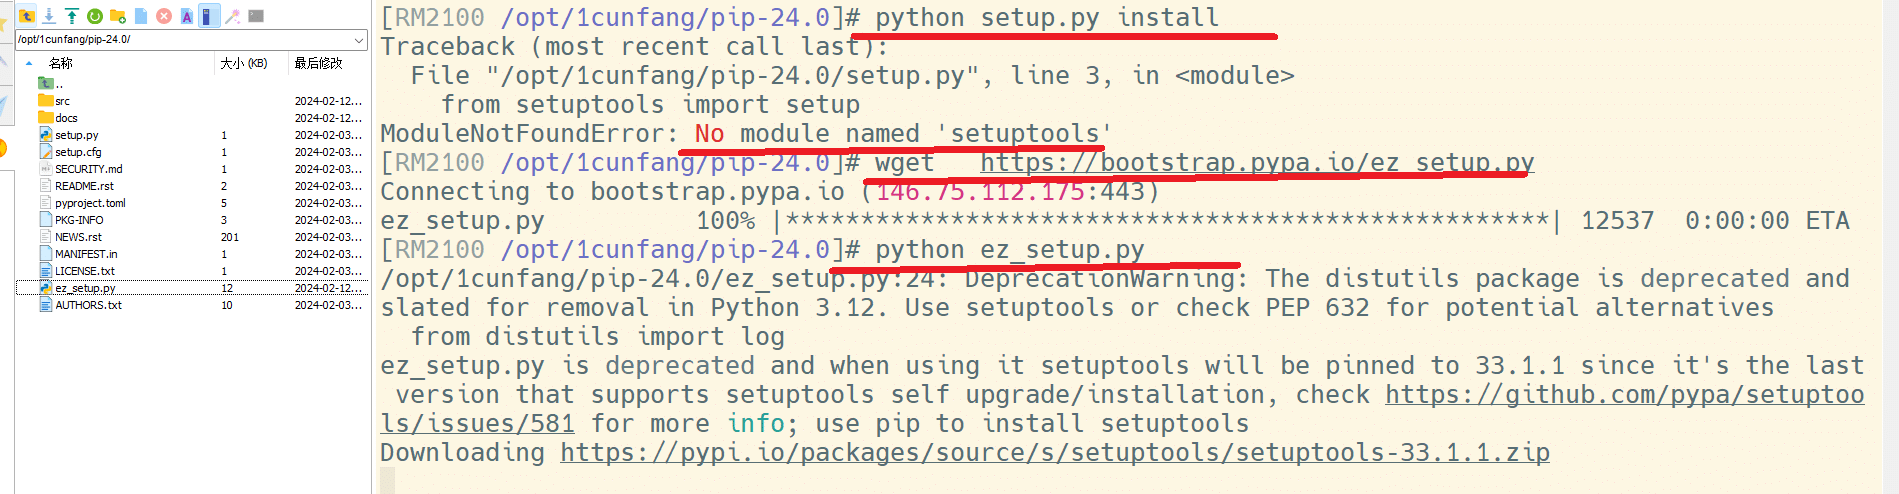 /opt/1cunfang/pip-24.0/
名称 大小 (KB) 最后修改
..
src 2024-02-12...
docs 2024-02-12...
setup.py 1 2024-02-03...
setup.cfg 1 2024-02-03...
SECURITY.md 1 2024-02-03...
README.rst 2 2024-02-03...
pyproject.toml 5 2024-02-03...
PKG-INFO 3 2024-02-03...
NEWS.rst 201 2024-02-03...
MANIFEST.in 1 2024-02-03...
LICENSE.txt 1 2024-02-03...
ez_setup.py 12 2024-02-12...
AUTHORS.txt 10 2024-02-03...
[RM2100 /opt/1cunfang/pip-24.0]# python setup.py install
Traceback (most recent call last):
  File "/opt/1cunfang/pip-24.0/setup.py", line 3, in <module>
    from setuptools import setup
ModuleNotFoundError: No module named 'setuptools'
[RM2100 /opt/1cunfang/pip-24.0]# wget   https://bootstrap.pypa.io/ez_setup.py
Connecting to bootstrap.pypa.io (146.75.112.175:443)
ez_setup.py          100% |***************************************************| 12537  0:00:00 ETA
[RM2100 /opt/1cunfang/pip-24.0]# python ez_setup.py
/opt/1cunfang/pip-24.0/ez_setup.py:24: DeprecationWarning: The distutils package is deprecated and
slated for removal in Python 3.12. Use setuptools or check PEP 632 for potential alternatives
  from distutils import log
ez_setup.py is deprecated and when using it setuptools will be pinned to 33.1.1 since it's the last
 version that supports setuptools self upgrade/installation, check https://github.com/pypa/setuptoo
ls/issues/581 for more info; use pip to install setuptools
Downloading https://pypi.io/packages/source/s/setuptools/setuptools-33.1.1.zip